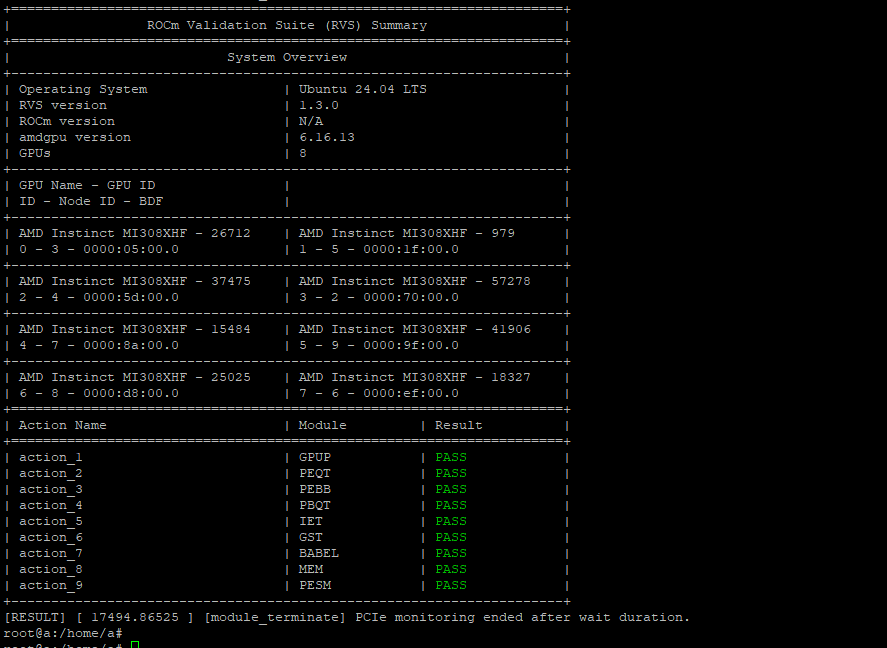 +=====================================================================+
| ROCm Validation Suite (RVS) Summary |
+=====================================================================+
| System Overview |
+---------------------------------------------------------------------+
| Operating System | Ubuntu 24.04 LTS |
| RVS version | 1.3.0 |
| ROCm version | N/A |
| amdgpu version | 6.16.13 |
| GPUs | 8 |
+---------------------------------------------------------------------+
| GPU Name - GPU ID | |
| ID - Node ID - BDF | |
+---------------------------------------------------------------------+
| AMD Instinct MI308XHF - 26712 | AMD Instinct MI308XHF - 979 |
| 0 - 3 - 0000:05:00.0 | 1 - 5 - 0000:1f:00.0 |
+---------------------------------------------------------------------+
| AMD Instinct MI308XHF - 37475 | AMD Instinct MI308XHF - 57278 |
| 2 - 4 - 0000:5d:00.0 | 3 - 2 - 0000:70:00.0 |
+---------------------------------------------------------------------+
| AMD Instinct MI308XHF - 15484 | AMD Instinct MI308XHF - 41906 |
| 4 - 7 - 0000:8a:00.0 | 5 - 9 - 0000:9f:00.0 |
+---------------------------------------------------------------------+
| AMD Instinct MI308XHF - 25025 | AMD Instinct MI308XHF - 18327 |
| 6 - 8 - 0000:d8:00.0 | 7 - 6 - 0000:ef:00.0 |
+=====================================================================+
| Action Name | Module | Result |
+=====================================================================+
| action_1 | GPUP | PASS |
| action_2 | PEQT | PASS |
| action_3 | PEBB | PASS |
| action_4 | PBQT | PASS |
| action_5 | IET | PASS |
| action_6 | GST | PASS |
| action_7 | BABEL | PASS |
| action_8 | MEM | PASS |
| action_9 | PESM | PASS |
+---------------------------------------------------------------------+
[RESULT] [ 17494.86525 ] [module_terminate] PCIe monitoring ended after wait duration.
root@a:/home/a#
root@a:/home/a#